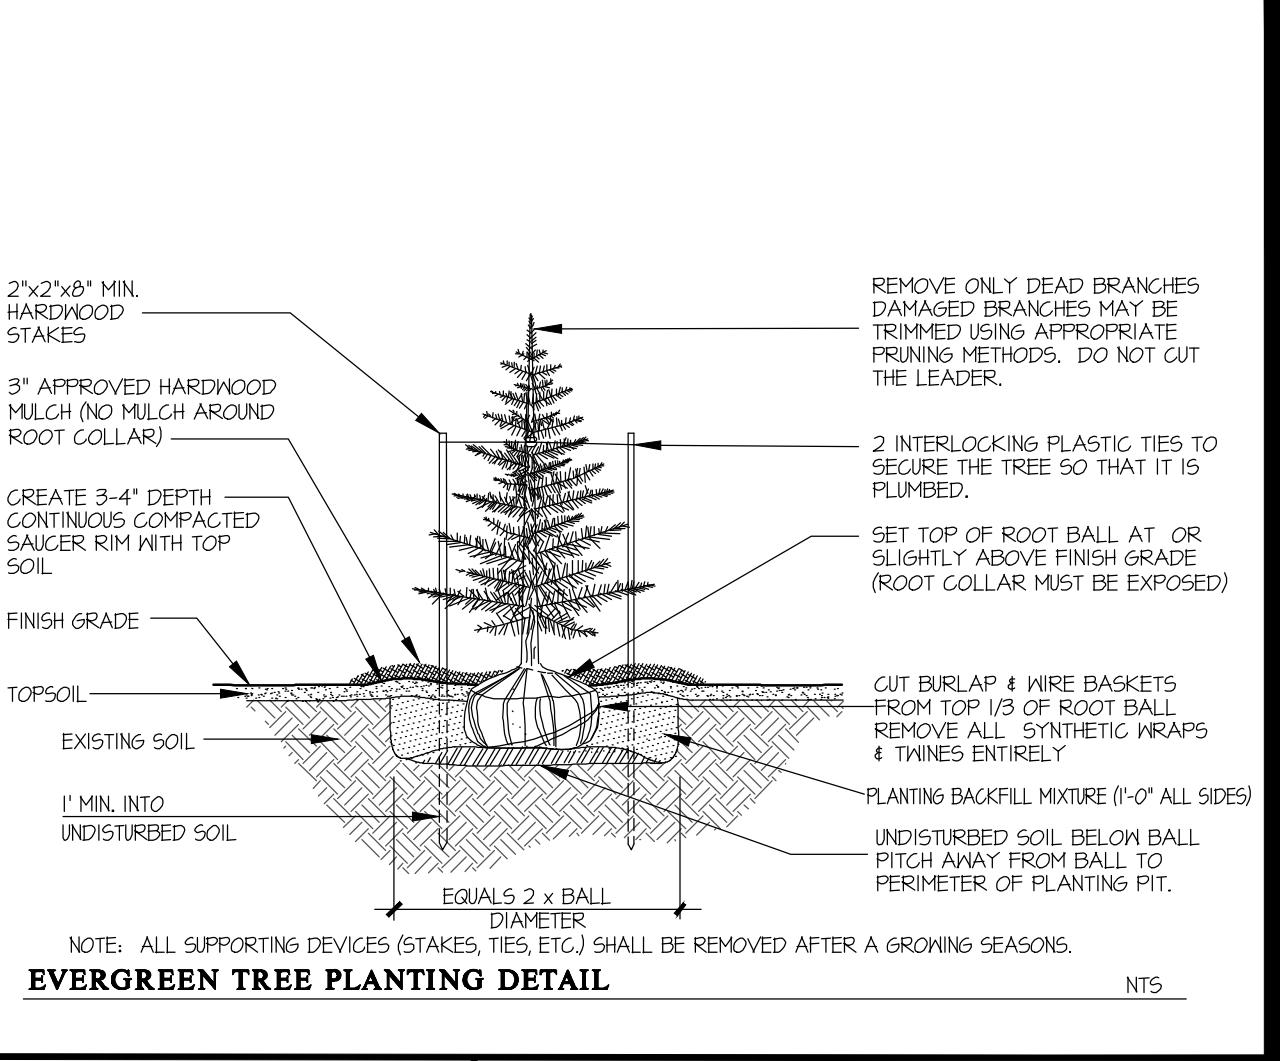 2"x2"x8" MIN.
HARDWOOD
STAKES
3" APPROVED HARDWOOD
MULCH (NO MULCH AROUND
ROOT COLLAR)
CREATE 3-4" DEPTH
CONTINUOUS COMPACTED
SAUCER RIM WITH TOP
SOIL
FINISH GRADE
TOPSOIL
EXISTING SOIL
1' MIN. INTO
UNDISTURBED SOIL
REMOVE ONLY DEAD BRANCHES
DAMAGED BRANCHES MAY BE
TRIMMED USING APPROPRIATE
PRUNING METHODS. DO NOT CUT
THE LEADER.
2 INTERLOCKING PLASTIC TIES TO
SECURE THE TREE SO THAT IT IS
PLUMBED.
SET TOP OF ROOT BALL AT OR
SLIGHTLY ABOVE FINISH GRADE
(ROOT COLLAR MUST BE EXPOSED)
CUT BURLAP & WIRE BASKETS
FROM TOP 1/3 OF ROOT BALL
REMOVE ALL SYNTHETIC WRAPS
& TWINES ENTIRELY
PLANTING BACKFILL MIXTURE (1'-0" ALL SIDES)
UNDISTURBED SOIL BELOW BALL
PITCH AWAY FROM BALL TO
PERIMETER OF PLANTING PIT.
EQUALS 2 x BALL
DIAMETER
NOTE: ALL SUPPORTING DEVICES (STAKES, TIES, ETC.) SHALL BE REMOVED AFTER A GROWING SEASONS.
EVERGREEN TREE PLANTING DETAIL
NTS